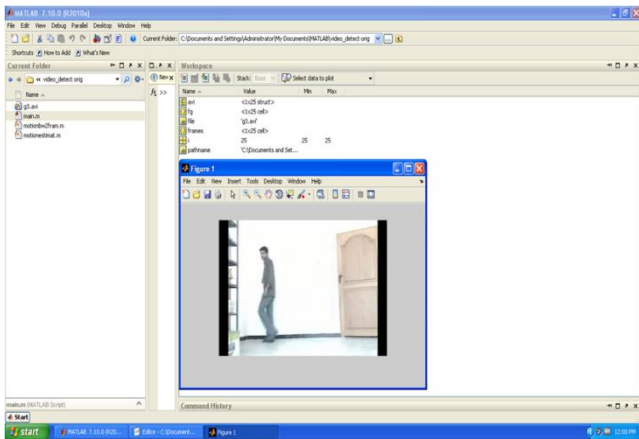 MATLAB 7.10.0 (R2010a)
File Edit View Debug Parallel Desktop Window Help
Current Folder: C:\Documents and Settings\Administrator\My Documents\MATLAB\video_detect orig
Shortcuts How to Add What's New
Current Folder
video_detect orig
Name
g3.avi
main.m
motionbw2fram.m
motionestimat.m
New
fx >>
Workspace
Stack: Base Select data to plot
Name Value Min Max
avi <1x25 struct>
fg <1x25 cell>
file 'g3.avi'
frames <1x25 cell>
i 25 25 25
pathname 'C:\Documents and Set...
Figure 1
File Edit View Insert Tools Desktop Window Help
main.m (MATLAB Script)
Command History
Start
start MATLAB 7.10.0 (R20... Editor - C:\Document... Figure 1 12:00 PM